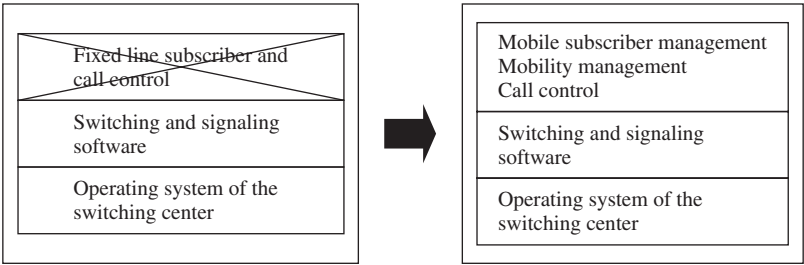 Fixed line subscriber and
call control
Switching and signaling
software
Operating system of the
switching center
Mobile subscriber management
Mobility management
Call control
Switching and signaling
software
Operating system of the
switching center